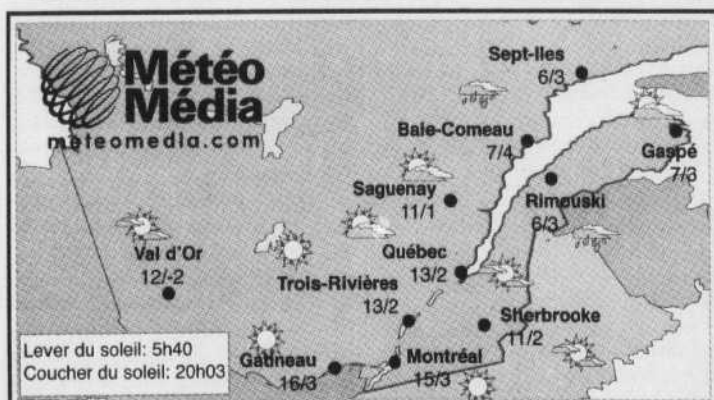 Météo
Média
meteomedia.com
Sept-Iles
6/3
Baie-Comeau
7/4
Gaspé
7/3
Saguenay
11/1
Rimouski
6/3
Val d'Or
12/-2
Québec
13/2
Trois-Rivières
13/2
Sherbrooke
11/2
Lever du soleil: 5h40
Coucher du soleil: 20h03
Gatineau
16/3
Montréal
15/3